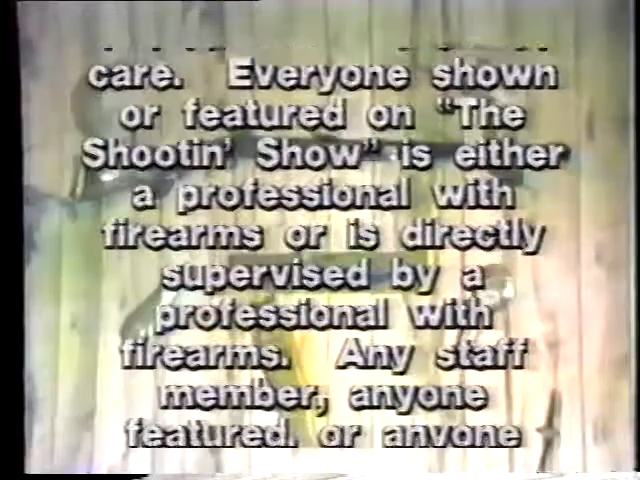 care. Everyone shown
or featured on "The
Shootin' Show" is either
a professional with
firearms or is directly
supervised by a
professional with
firearms. Any staff
member, anyone
featured, or anyone